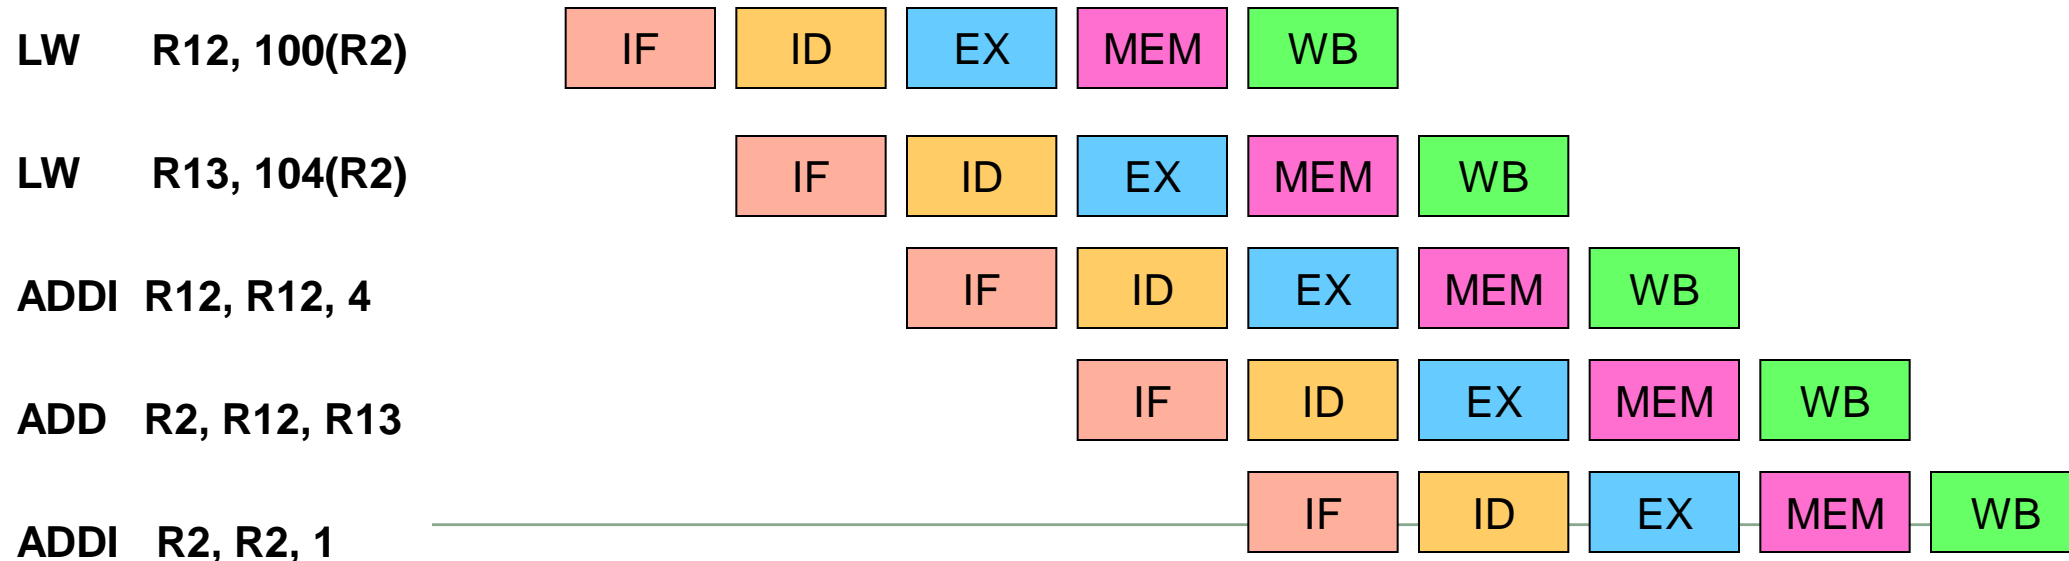 LW R12, 100(R2) IF ID EX MEM WB
LW R13, 104(R2) IF ID EX MEM WB
ADDI R12, R12, 4 IF ID EX MEM WB
ADD R2, R12, R13 IF ID EX MEM WB
ADDI R2, R2, 1 IF ID EX MEM WB